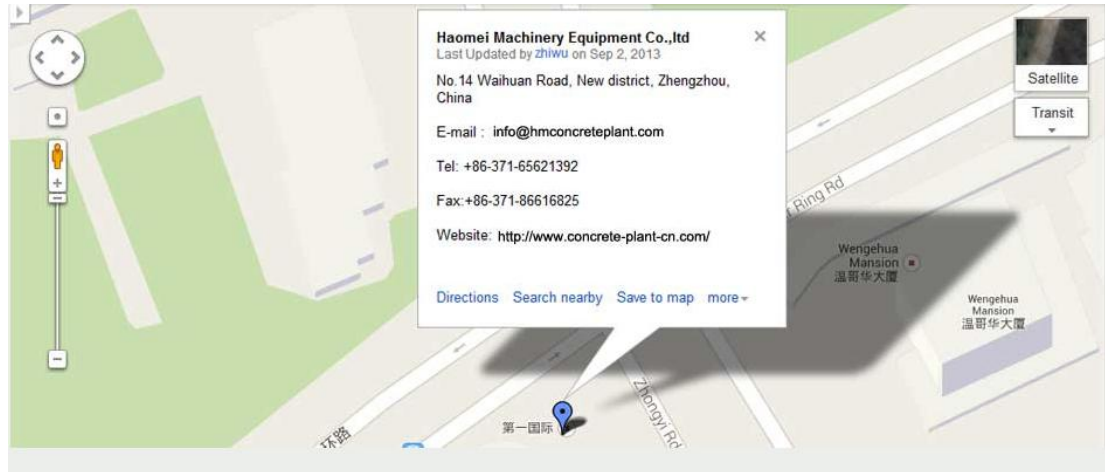 Haomei Machinery Equipment Co.,ltd
Last Updated by zhiwu on Sep 2, 2013
No.14 Waihuan Road, New district, Zhengzhou,
China
E-mail : info@hmconcreteplant.com
Tel: +86-371-65621392
Fax:+86-371-86616825
Website: http://www.concrete-plant-cn.com/
Directions Search nearby Save to map more
Satellite
Transit
Ring Rd
Wengehua
Mansion
温哥华大厦
Wengehua
Mansion
温哥华大厦
Zhongyi Rd
第一国际
环路